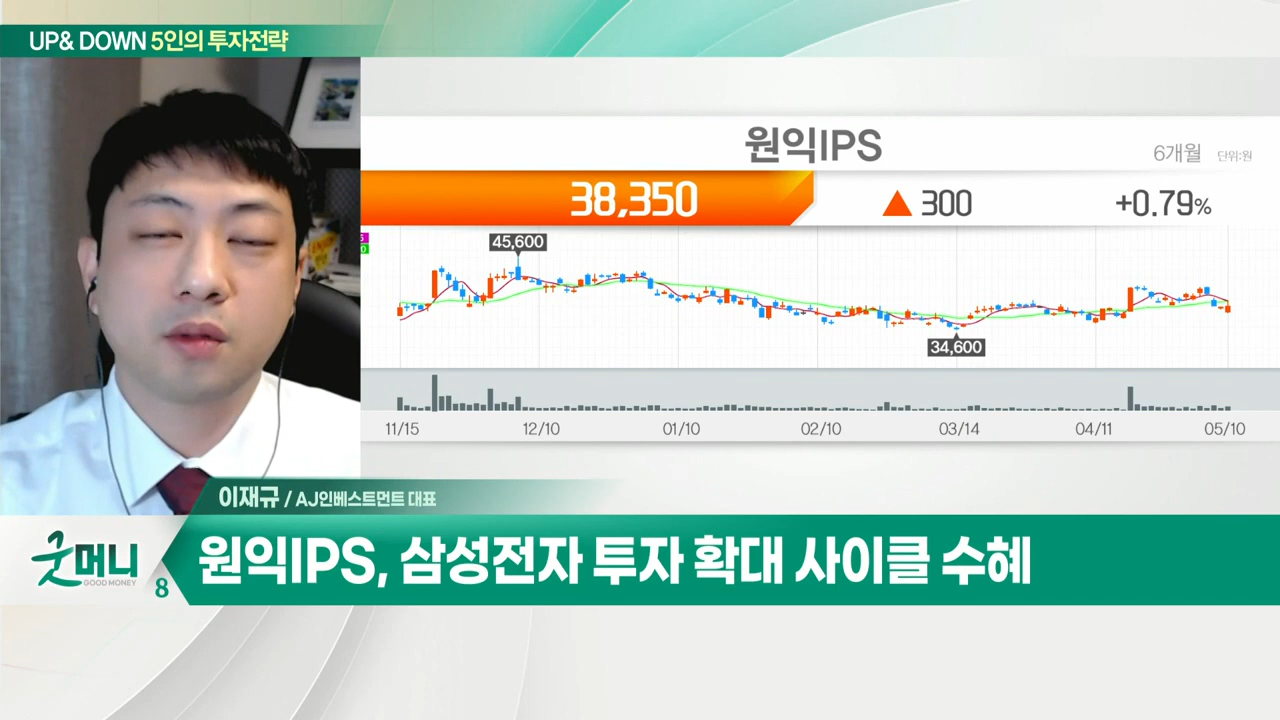 UP& DOWN 5인의 투자전략
원익IPS
6개월 단위:원
38,350 ▲ 300 +0.79%
45,600
34,600
11/15 12/10 01/10 02/10 03/14 04/11 05/10
이재규 / AJ인베스트먼트 대표
굿머니
GOOD MONEY
8
원익IPS, 삼성전자 투자 확대 사이클 수혜